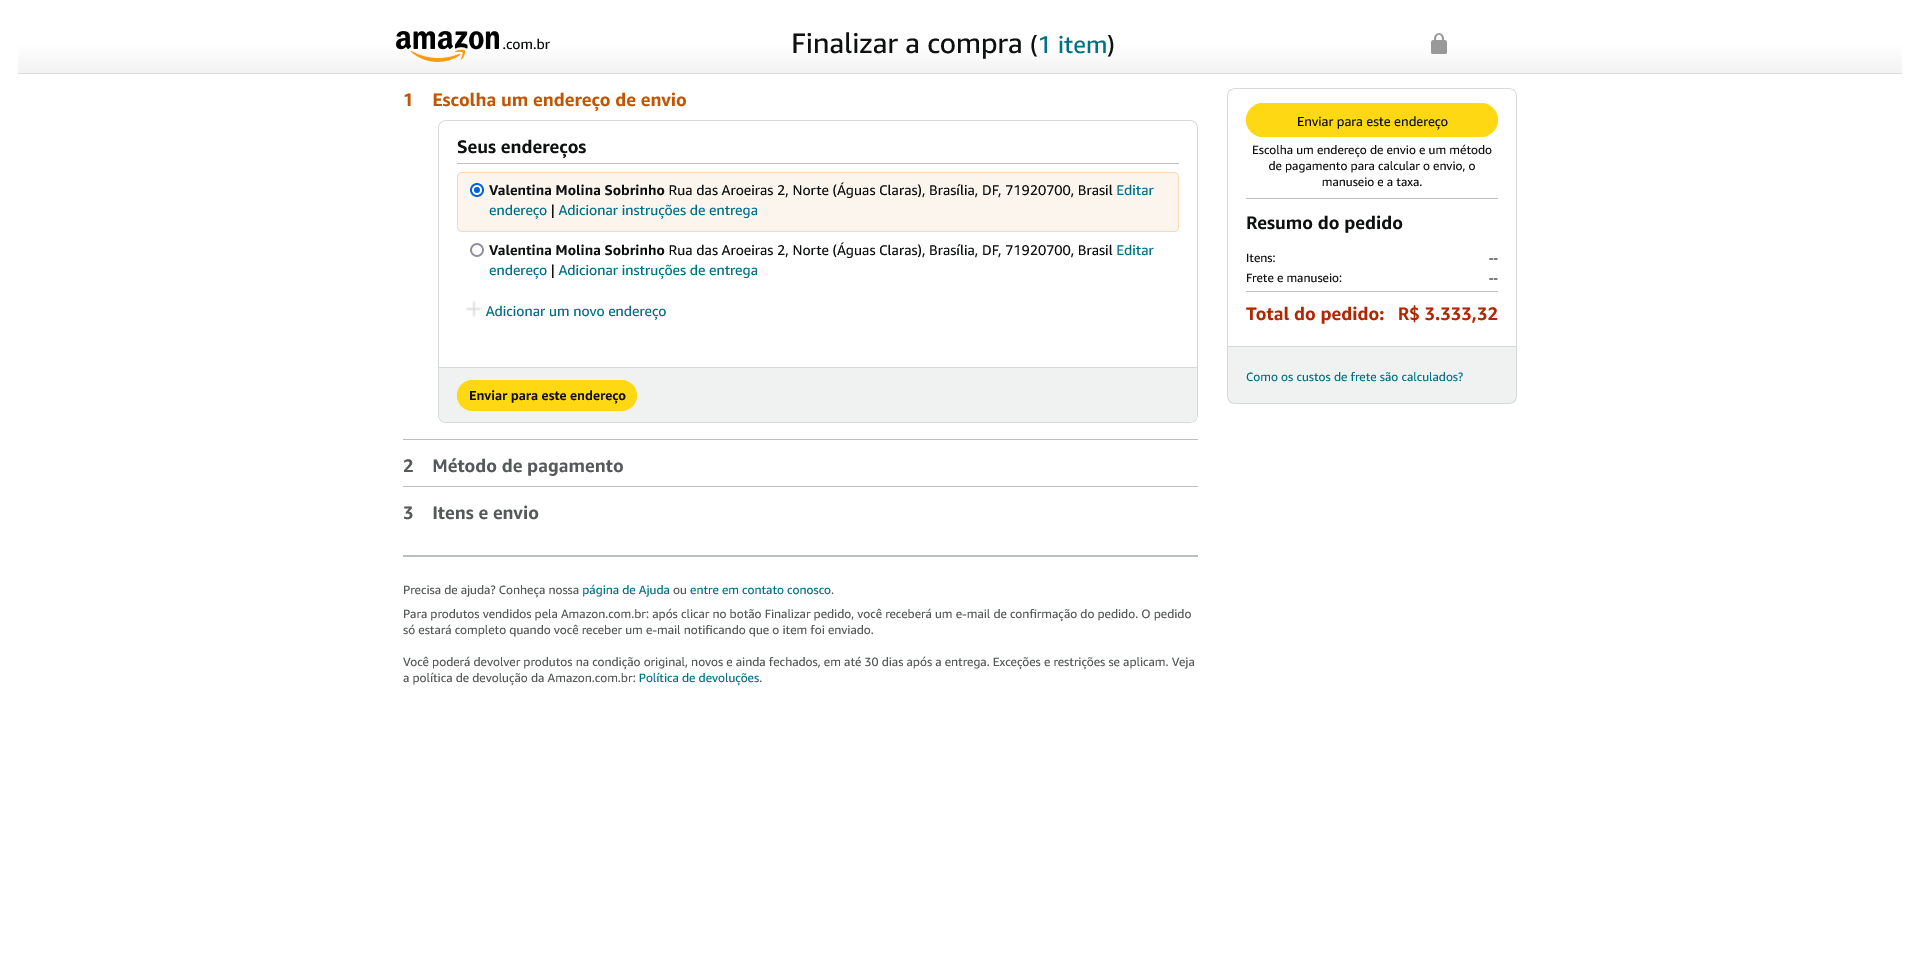 amazon.com.br
Finalizar a compra (1 item)
1 Escolha um endereço de envio
Seus endereços
Valentina Molina Sobrinho Rua das Aroeiras 2, Norte (Águas Claras), Brasília, DF, 71920700, Brasil Editar
endereço | Adicionar instruções de entrega
Valentina Molina Sobrinho Rua das Aroeiras 2, Norte (Águas Claras), Brasília, DF, 71920700, Brasil Editar
endereço | Adicionar instruções de entrega
Adicionar um novo endereço
Enviar para este endereço
2 Método de pagamento
3 Itens e envio
Precisa de ajuda? Conheça nossa página de Ajuda ou entre em contato conosco.
Para produtos vendidos pela Amazon.com.br: após clicar no botão Finalizar pedido, você receberá um e-mail de confirmação do pedido. O pedido
só estará completo quando você receber um e-mail notificando que o item foi enviado.
Você poderá devolver produtos na condição original, novos e ainda fechados, em até 30 dias após a entrega. Exceções e restrições se aplicam. Veja
a política de devolução da Amazon.com.br: Política de devoluções.
Enviar para este endereço
Escolha um endereço de envio e um método
de pagamento para calcular o envio, o
manuseio e a taxa.
Resumo do pedido
Itens: --
Frete e manuseio: --
Total do pedido: R$ 3.333,32
Como os custos de frete são calculados?